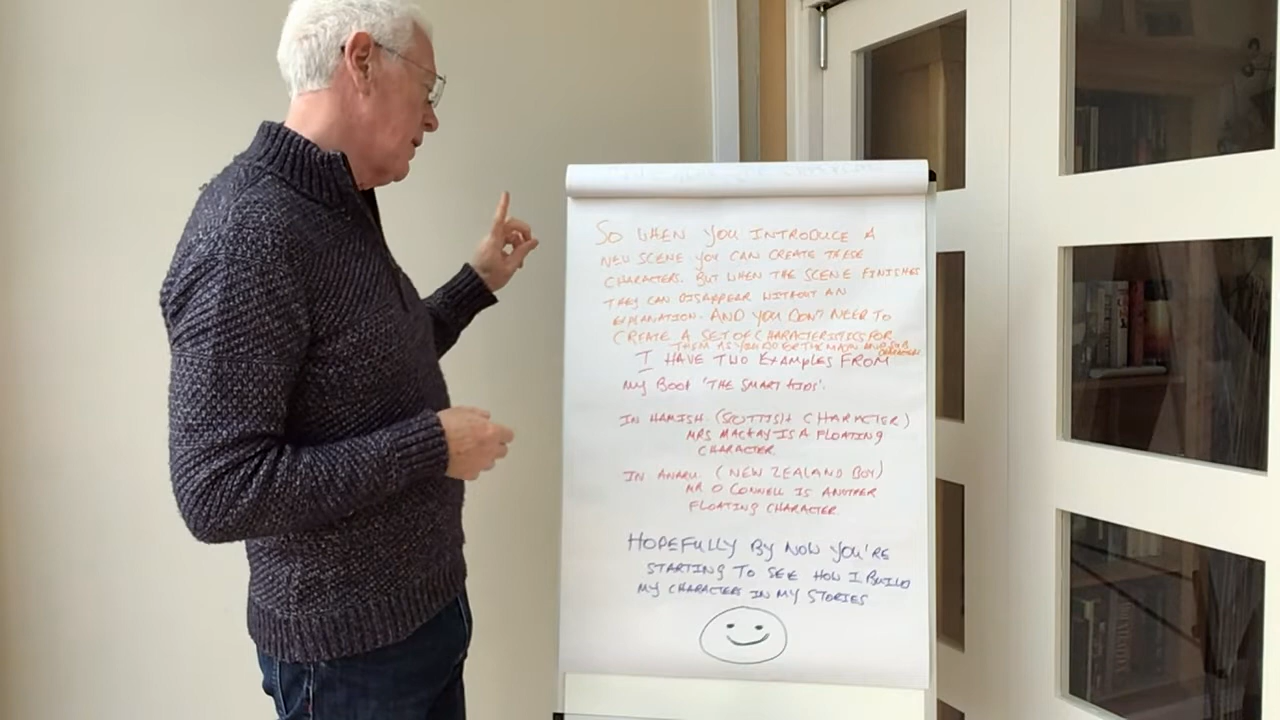 SO WHEN YOU INTRODUCE A
NEW SCENE YOU CAN CREATE THESE
CHARACTERS. BUT WHEN THE SCENE FINISHES
THEY CAN DISAPPEAR WITHOUT AN
EXPLANATION. AND YOU DON'T NEED TO
CREATE A SET OF CHARACTERISTICS FOR
THEM AS YOU DO FOR THE MAIN AND SUB
CHARACTERS
I HAVE TWO EXAMPLES FROM
MY BOOK 'THE SMART KIDS'.
IN HAMISH. (SCOTTISH CHARACTER)
MRS MACKAY IS A FLOATING
CHARACTER.
IN ANARU. (NEW ZEALAND BOY)
MR O CONNELL IS ANOTHER
FLOATING CHARACTER.
HOPEFULLY BY NOW YOU'RE
STARTING TO SEE HOW I BUILD
MY CHARACTERS IN MY STORIES